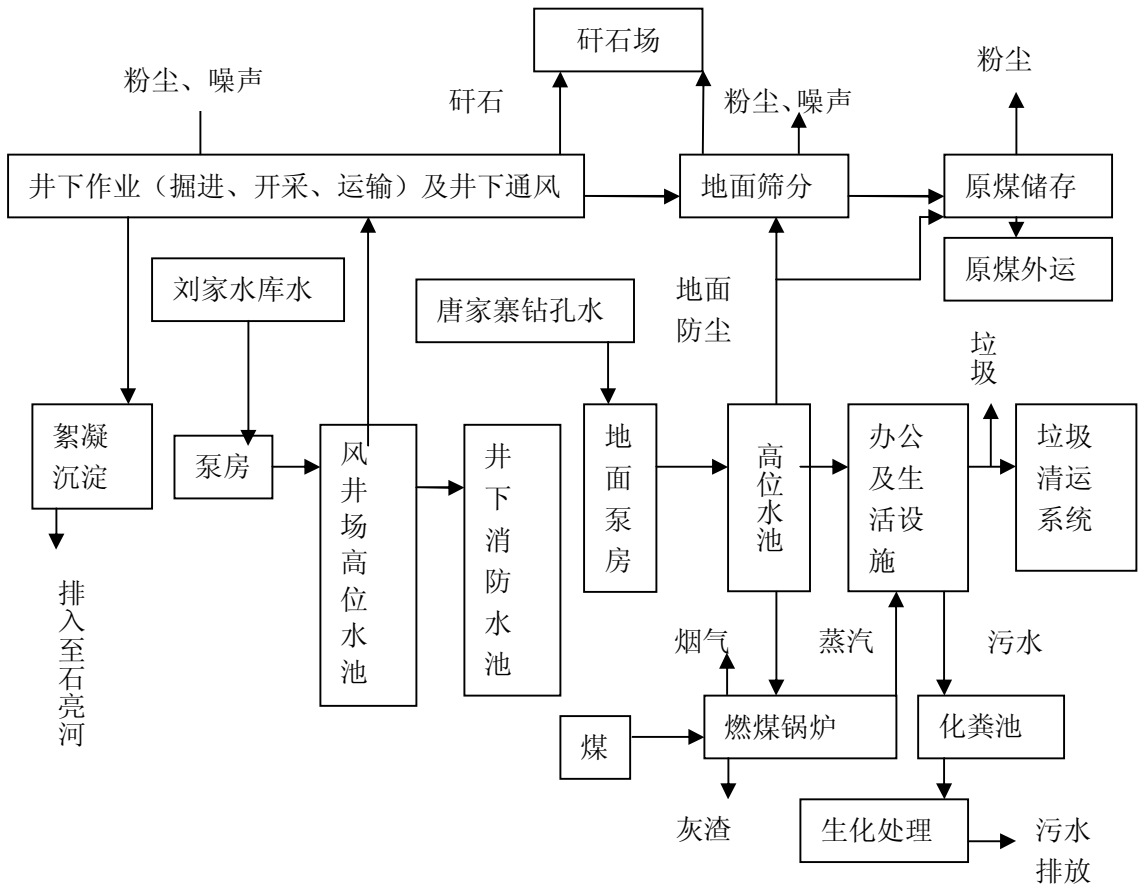 矸石场
粉尘
粉尘、噪声
矸石
粉尘、噪声
井下作业（掘进、开采、运输）及井下通风
地面筛分
原煤储存
刘家水库水
唐家寨钻孔水
地面
防尘
原煤外运
垃圾
絮凝
沉淀
泵房
风井场高位水池
井下消防水池
地面泵房
高位水池
办公
及生
活设
施
垃圾
清运
系统
排入至石亮河
烟气
蒸汽
污水
煤
燃煤锅炉
化粪池
灰渣
生化处理
污水
排放